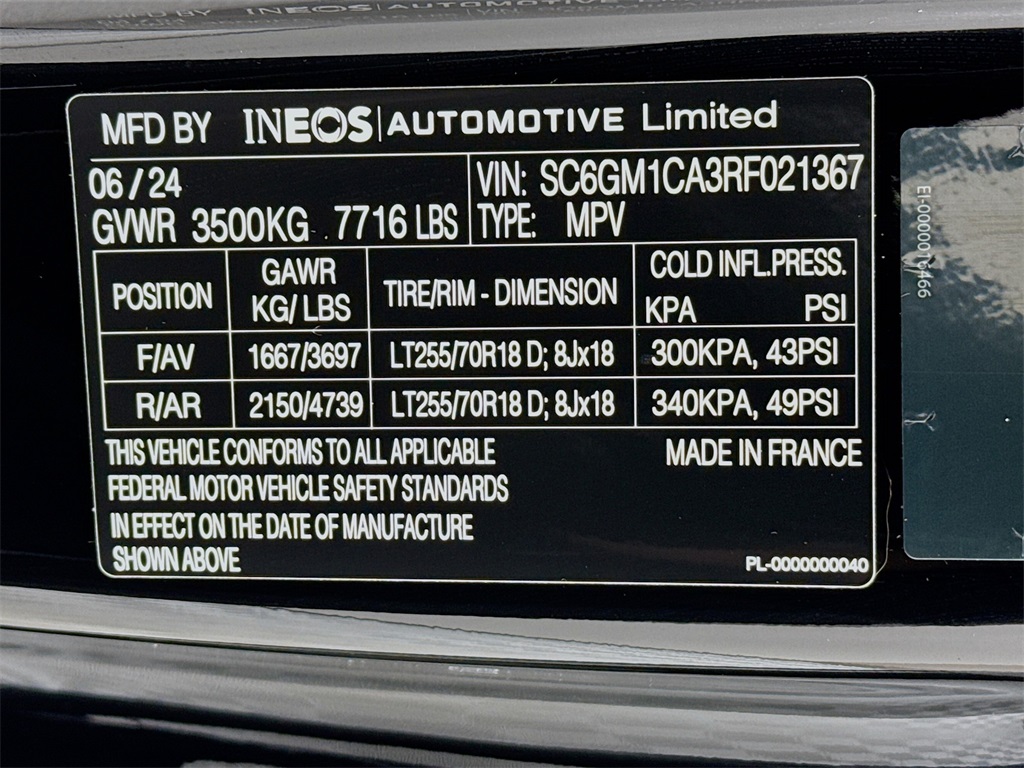 MFD BY INEOS | AUTOMOTIVE Limited
06 / 24
GVWR 3500KG 7716 LBS
VIN: SC6GM1CA3RF021367
TYPE: MPV
POSITION GAWR KG/ LBS TIRE/RIM - DIMENSION COLD INFL.PRESS. KPA PSI
F/AV 1667/3697 LT255/70R18 D; 8Jx18 300KPA, 43PSI
R/AR 2150/4739 LT255/70R18 D; 8Jx18 340KPA, 49PSI
THIS VEHICLE CONFORMS TO ALL APPLICABLE
FEDERAL MOTOR VEHICLE SAFETY STANDARDS
IN EFFECT ON THE DATE OF MANUFACTURE
SHOWN ABOVE
MADE IN FRANCE
PL-0000000040
EI-0000016466